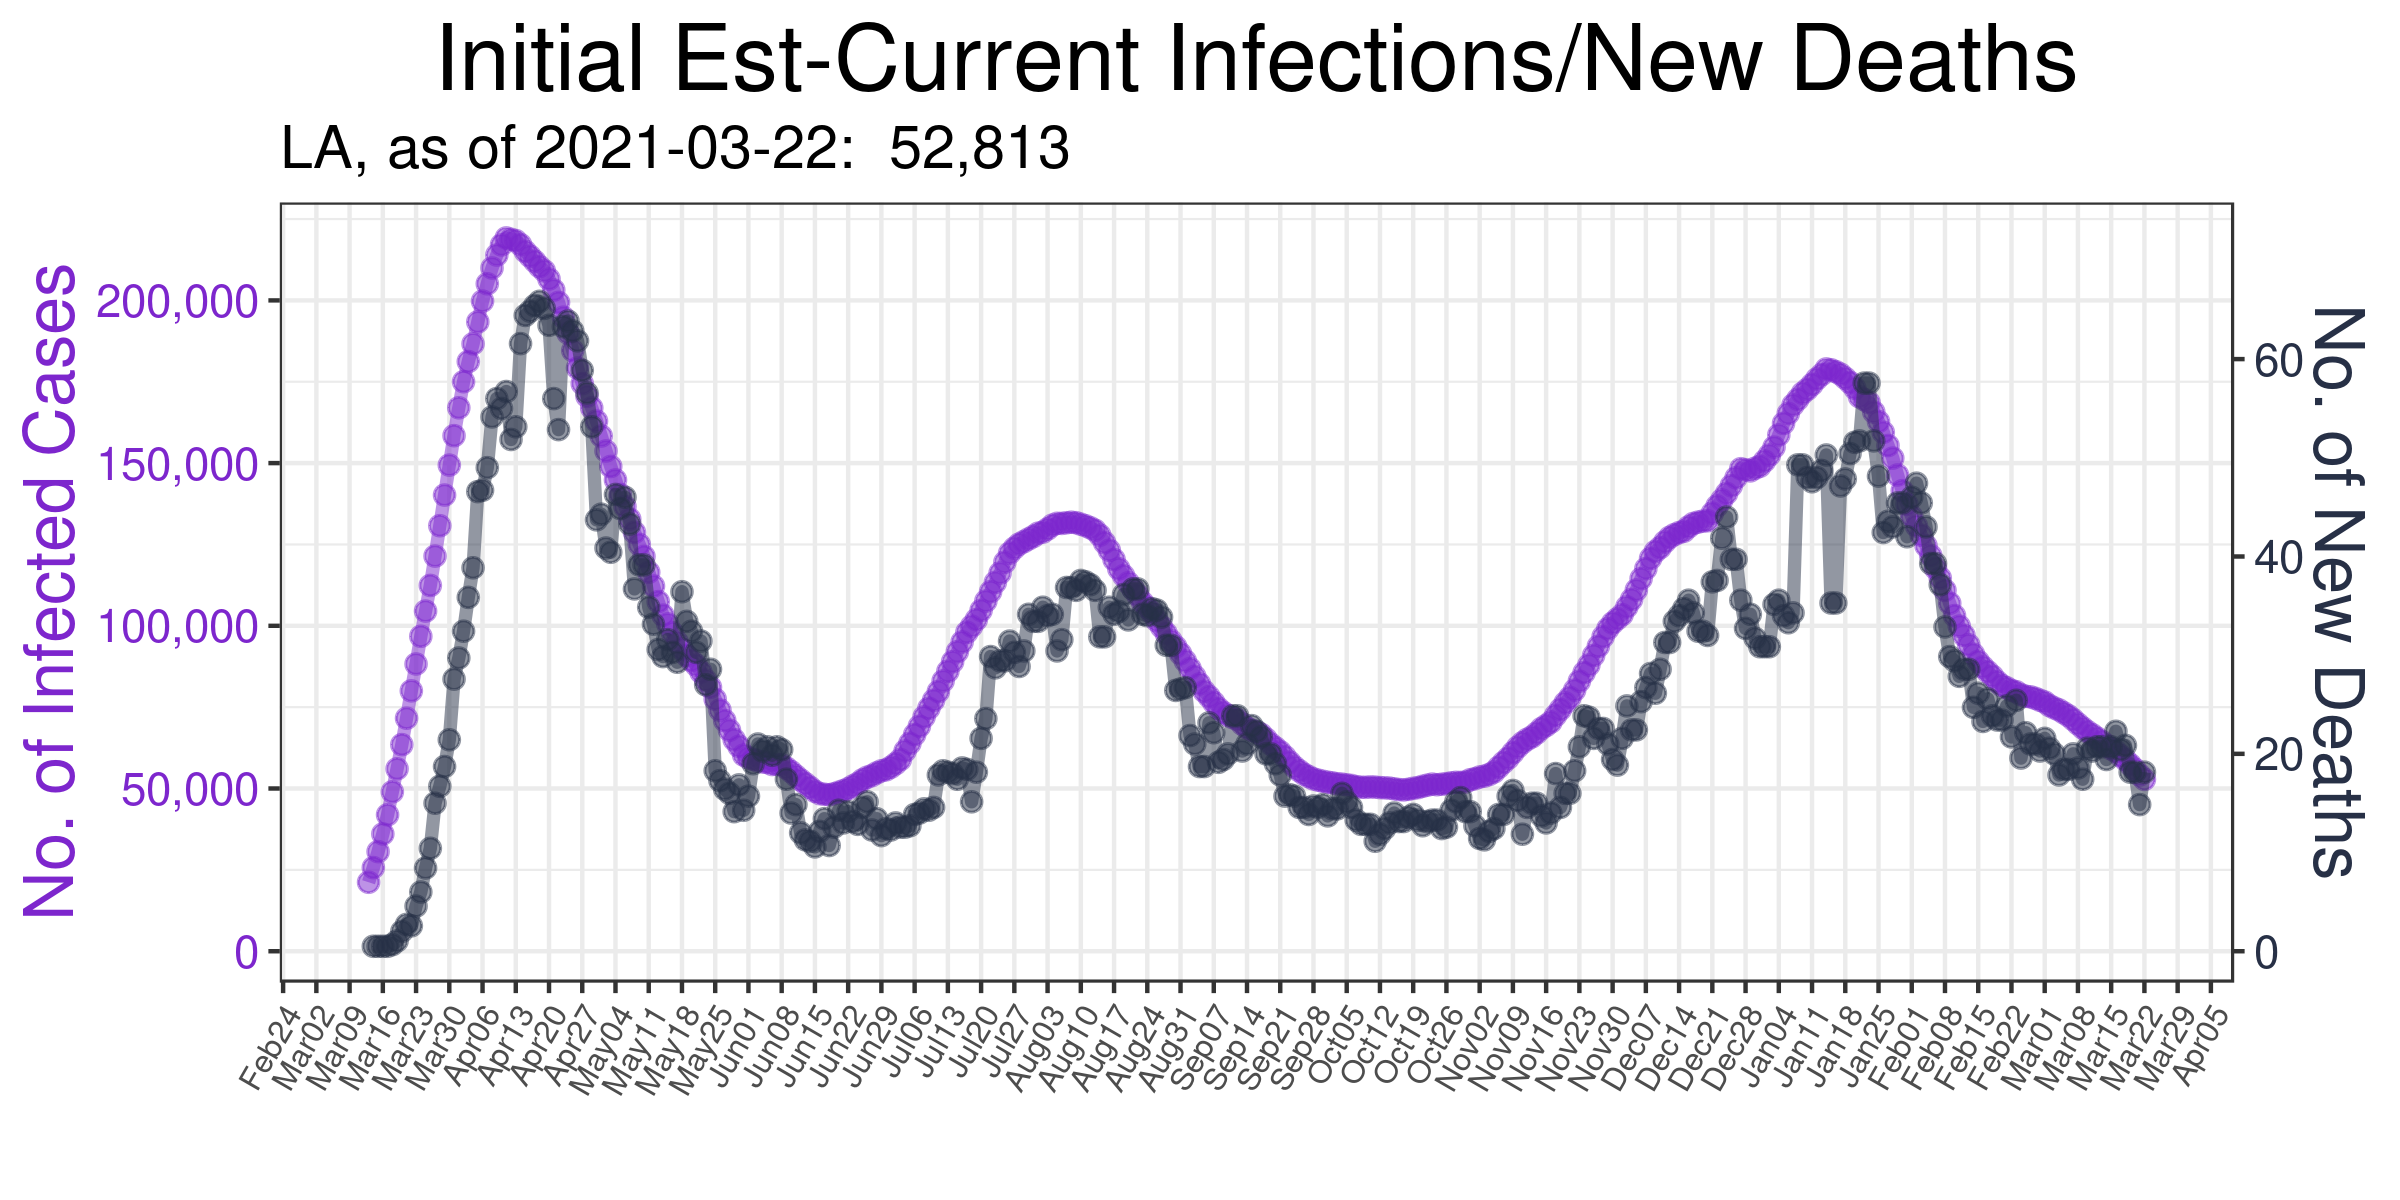 Initial Est-Current Infections/New Deaths
LA, as of 2021-03-22:  52,813
No. of Infected Cases
200,000
150,000
100,000
50,000
0
60
40
20
0
No. of New Deaths
Feb24
Mar02
Mar09
Mar16
Mar23
Mar30
Apr06
Apr13
Apr20
Apr27
May04
May11
May18
May25
Jun01
Jun08
Jun15
Jun22
Jun29
Jul06
Jul13
Jul20
Jul27
Aug03
Aug10
Aug17
Aug24
Aug31
Sep07
Sep14
Sep21
Sep28
Oct05
Oct12
Oct19
Oct26
Nov02
Nov09
Nov16
Nov23
Nov30
Dec07
Dec14
Dec21
Dec28
Jan04
Jan11
Jan18
Jan25
Feb01
Feb08
Feb15
Feb22
Mar01
Mar08
Mar15
Mar22
Mar29
Apr05